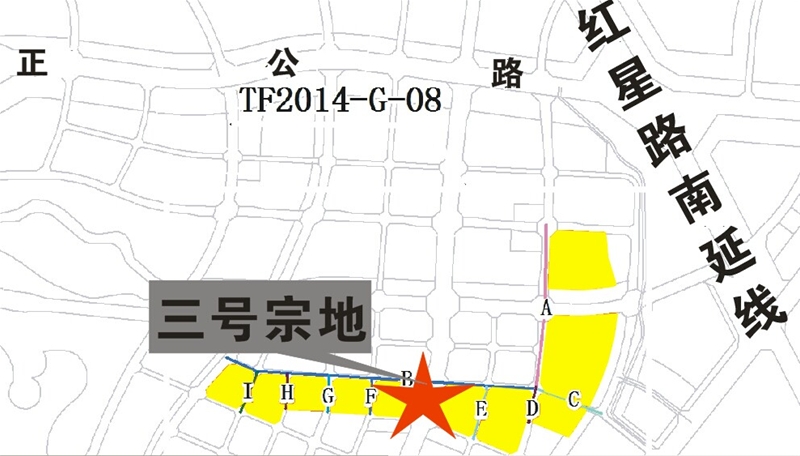 正 公 路
TF2014-G-08
红星路南延线
三号宗地
A
B
I H G F E D C